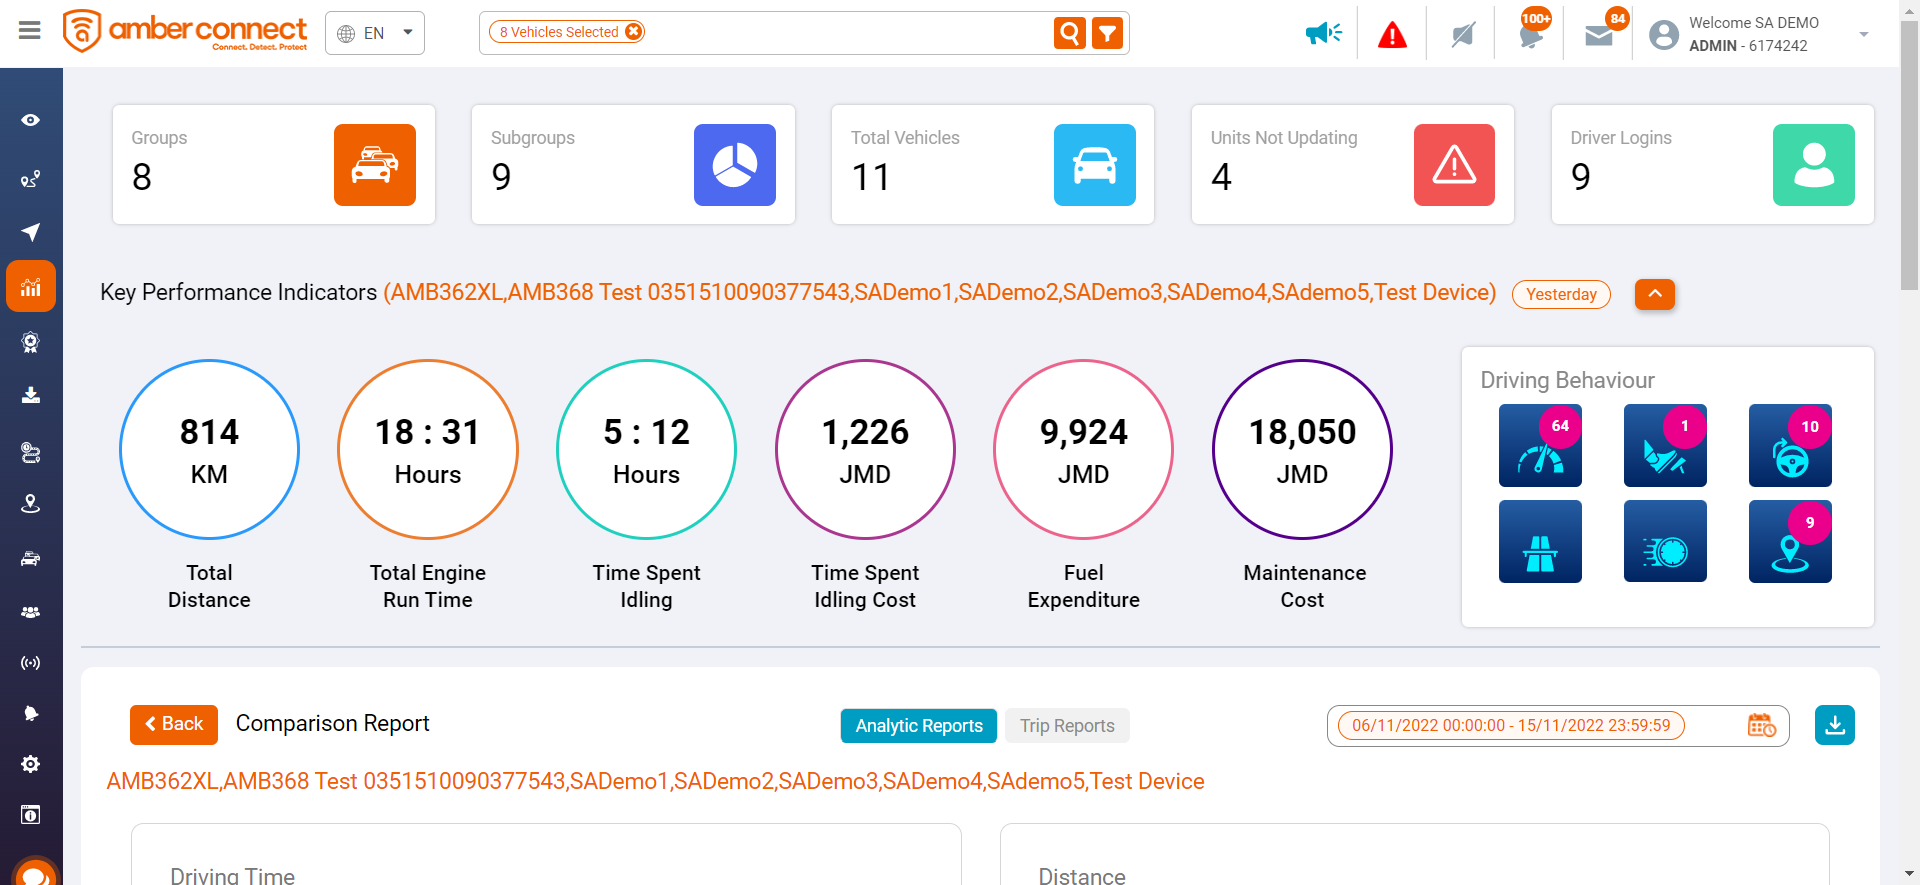 amber connect
Connect. Detect. Protect
EN
8 Vehicles Selected
100+
84
Welcome SA DEMO
ADMIN - 6174242
Groups
8
Subgroups
9
Total Vehicles
11
Units Not Updating
4
Driver Logins
9
Key Performance Indicators (AMB362XL,AMB368 Test 0351510090377543,SADemo1,SADemo2,SADemo3,SADemo4,SAdemo5,Test Device)
Yesterday
814
KM
Total
Distance
18 : 31
Hours
Total Engine
Run Time
5 : 12
Hours
Time Spent
Idling
1,226
JMD
Time Spent
Idling Cost
9,924
JMD
Fuel
Expenditure
18,050
JMD
Maintenance
Cost
Driving Behaviour
64
1
10
9
Back
Comparison Report
Analytic Reports
Trip Reports
06/11/2022 00:00:00 - 15/11/2022 23:59:59
AMB362XL,AMB368 Test 0351510090377543,SADemo1,SADemo2,SADemo3,SADemo4,SAdemo5,Test Device
Driving Time
Distance